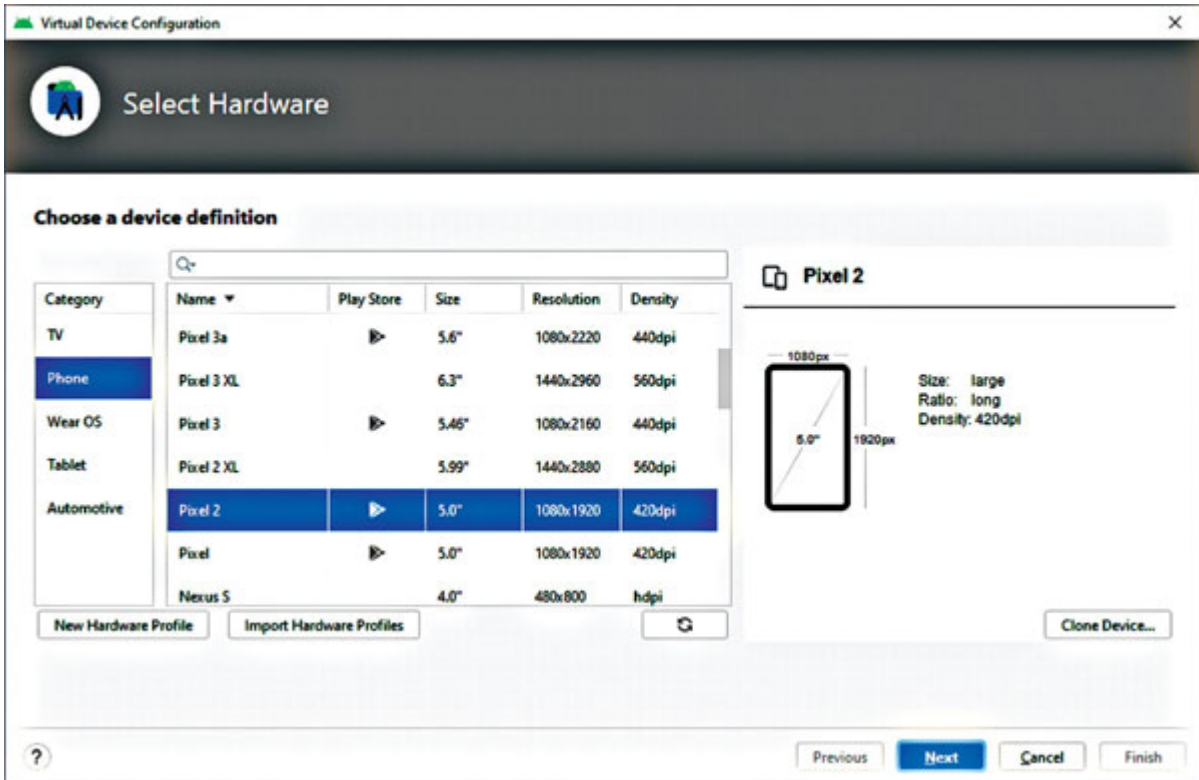 Virtual Device Configuration
Select Hardware
Choose a device definition
Category
TV
Phone
Wear OS
Tablet
Automotive
Name Play Store Size Resolution Density
Pixel 3a 5.6" 1080x2220 440dpi
Pixel 3 XL 6.3" 1440x2960 560dpi
Pixel 3 5.46" 1080x2160 440dpi
Pixel 2 XL 5.99" 1440x2880 560dpi
Pixel 2 5.0" 1080x1920 420dpi
Pixel 5.0" 1080x1920 420dpi
Nexus S 4.0" 480x800 hdpi
New Hardware Profile Import Hardware Profiles
Pixel 2
1080px
5.0"
1920px
Size: large
Ratio: long
Density: 420dpi
Clone Device...
? Previous Next Cancel Finish